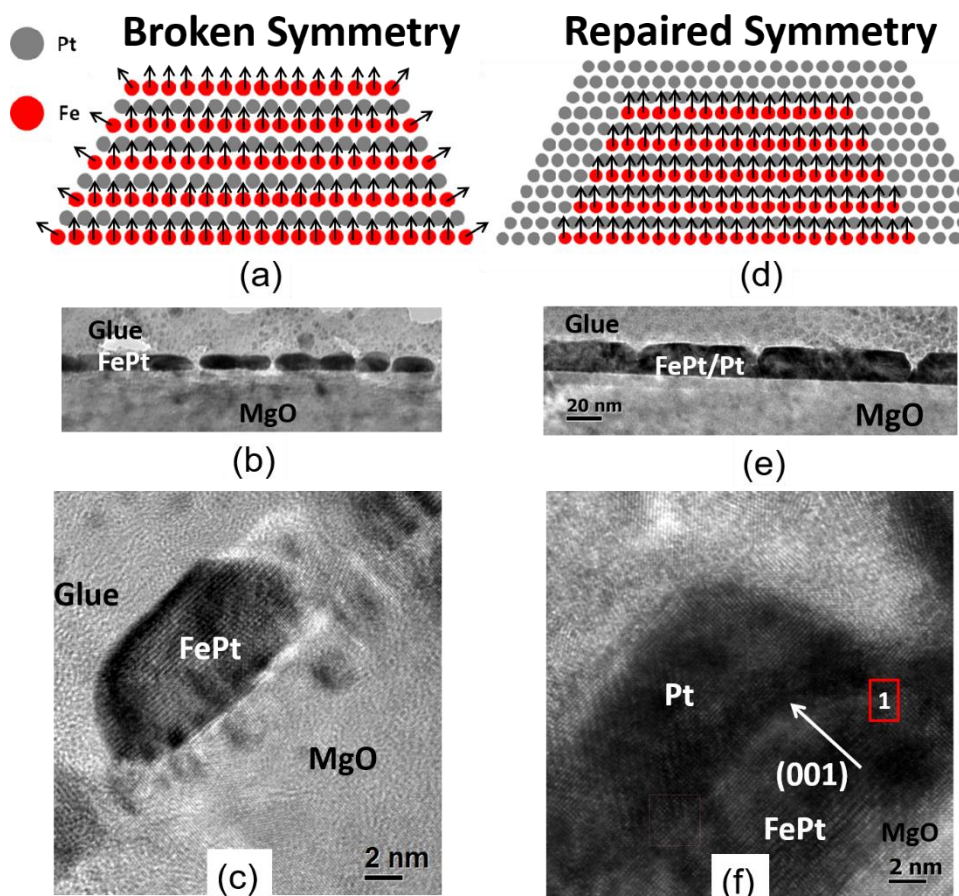 Pt
Fe
Broken Symmetry
Repaired Symmetry
(a)
(d)
Glue
FePt
MgO
(b)
Glue
FePt/Pt
20 nm
MgO
(e)
Glue
FePt
MgO
(c)
2 nm
Pt
1
(001)
FePt
MgO
(f)
2 nm